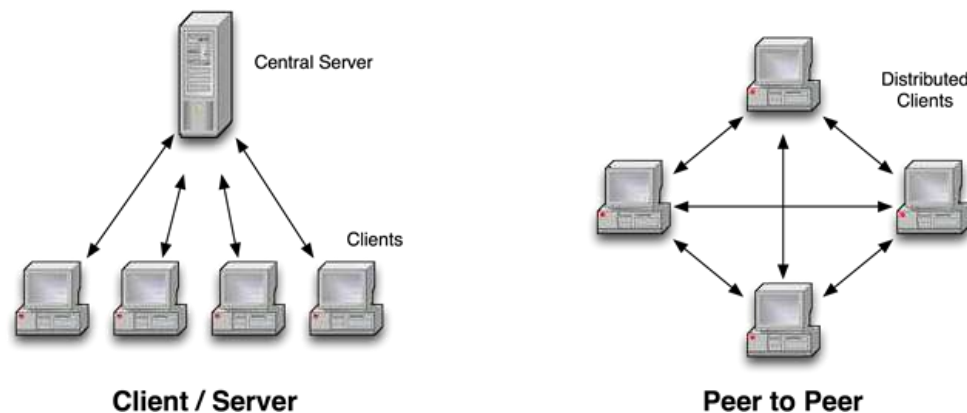 Central Server
Clients
Client / Server
Distributed
Clients
Peer to Peer